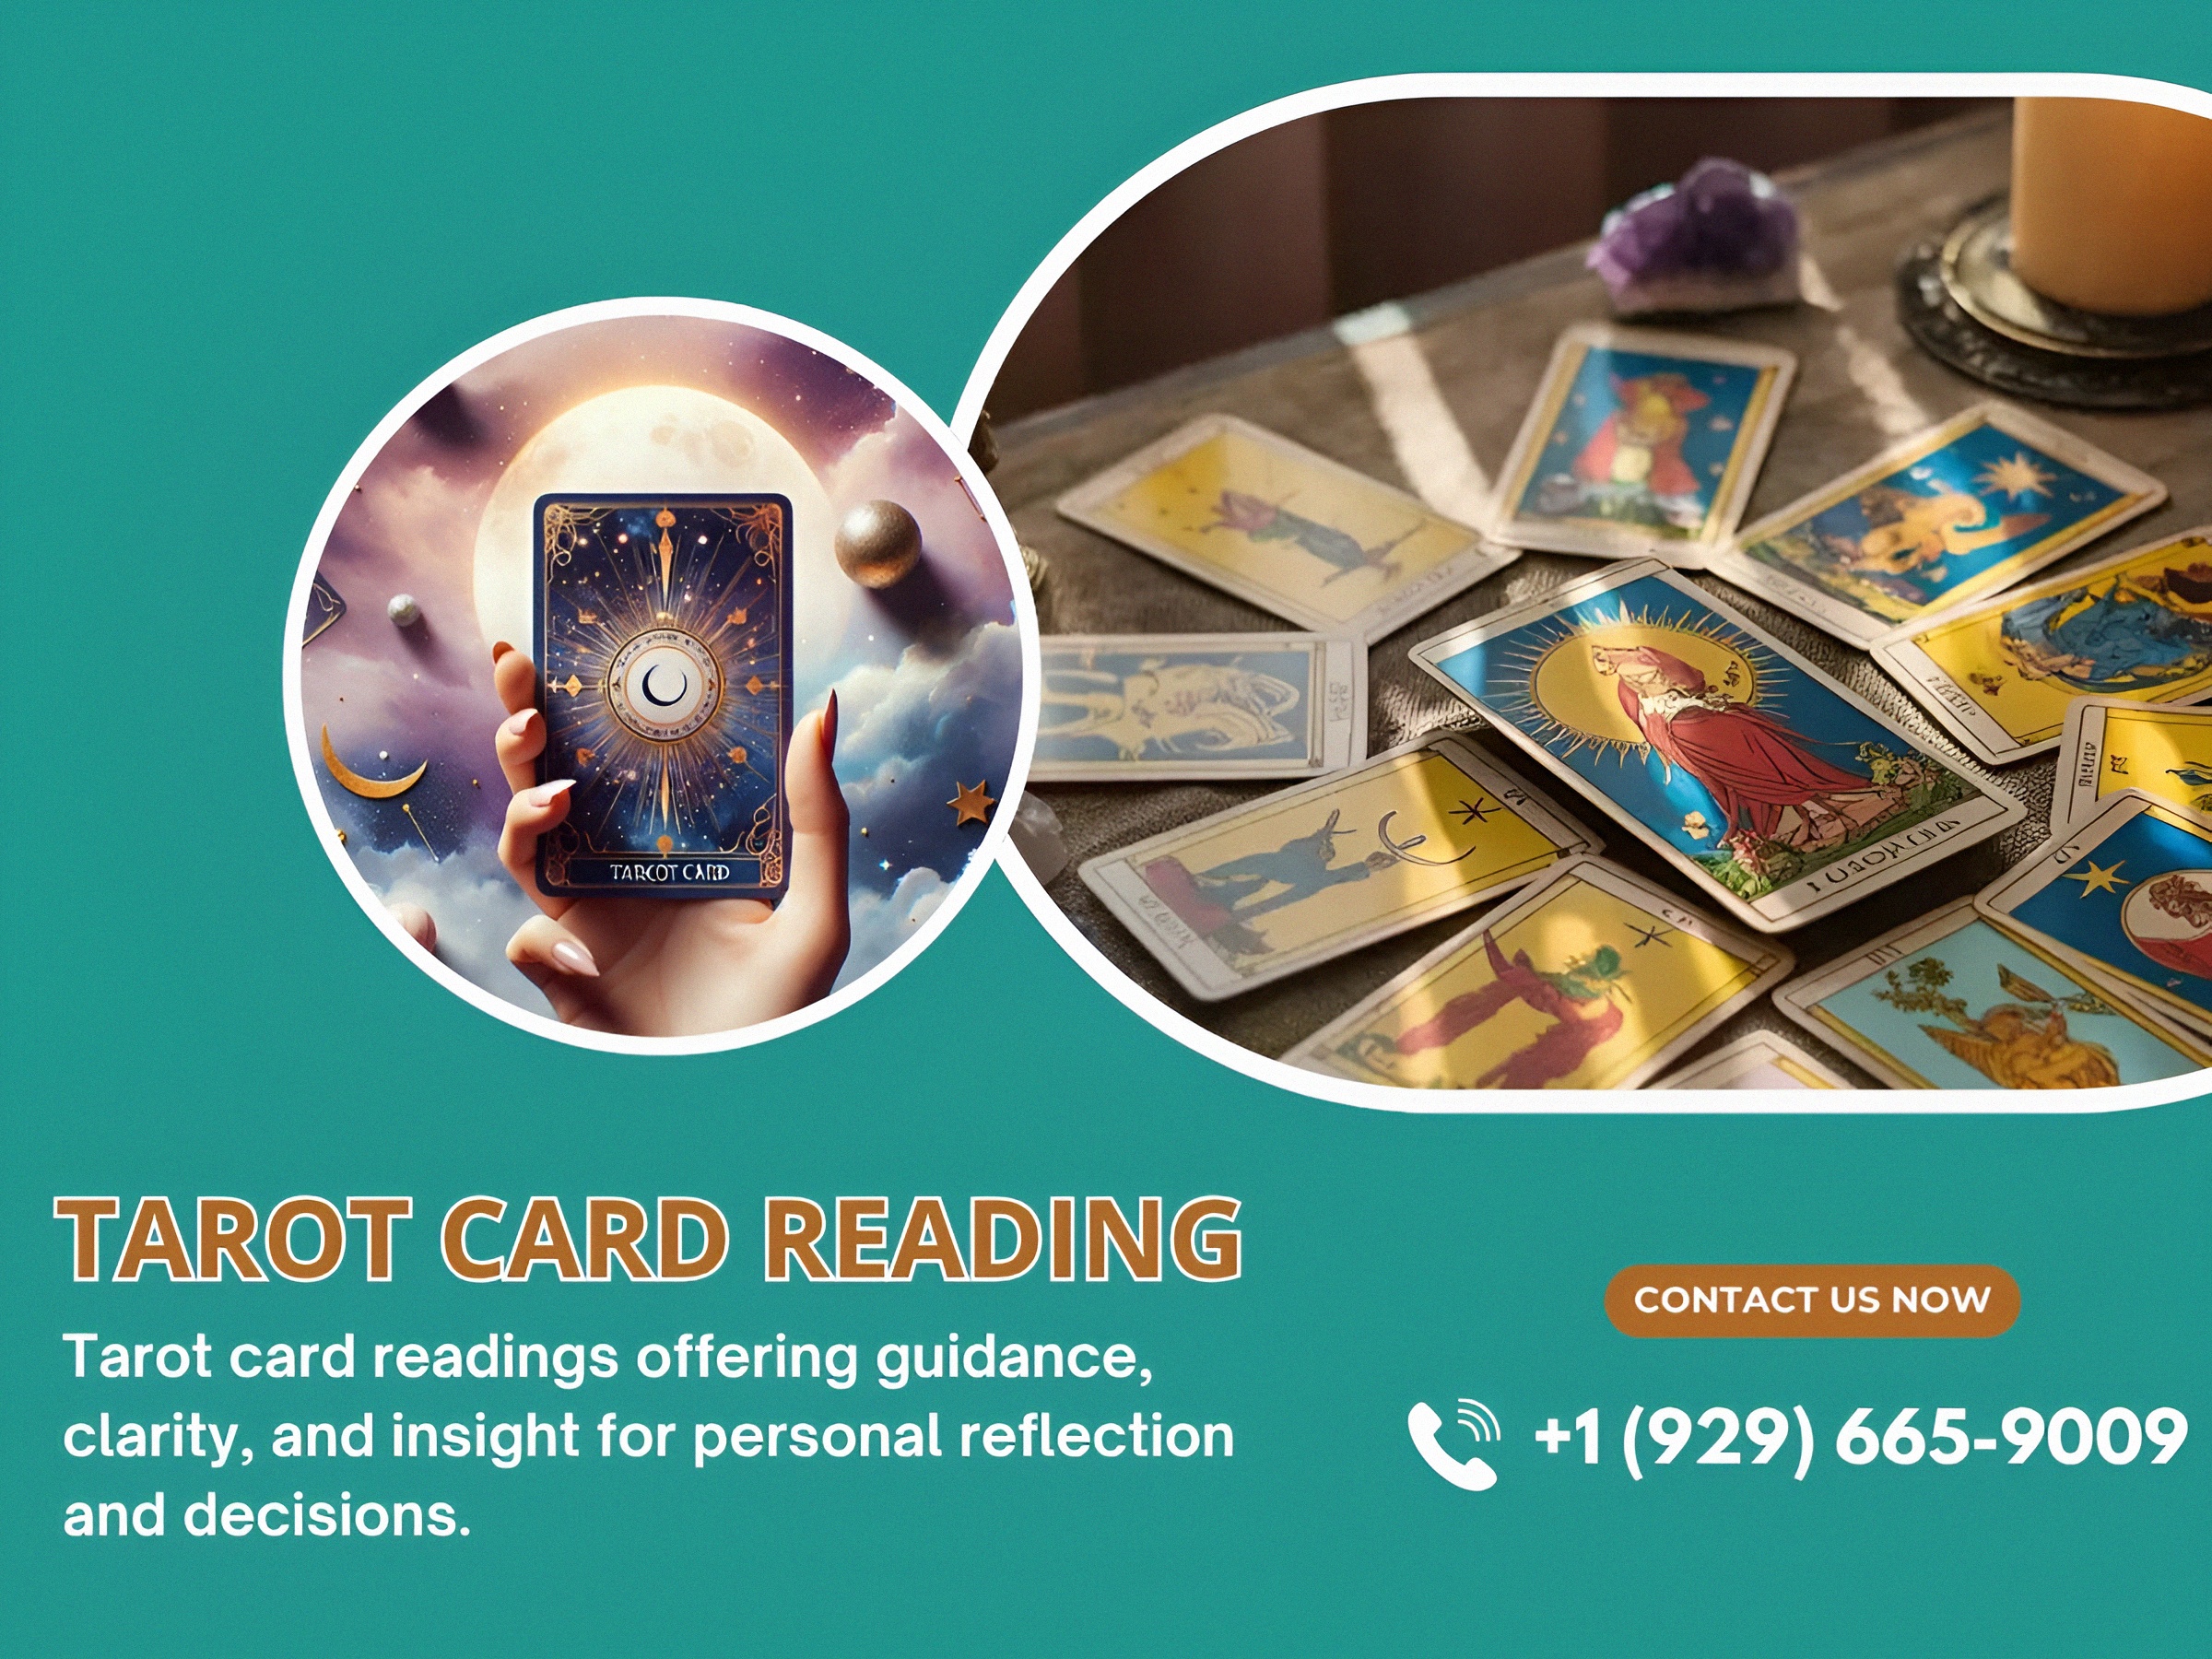 TARCOT CARD
TAROT CARD READING
Tarot card readings offering guidance,
clarity, and insight for personal reflection
and decisions.
CONTACT US NOW
+1 (929) 665-9009